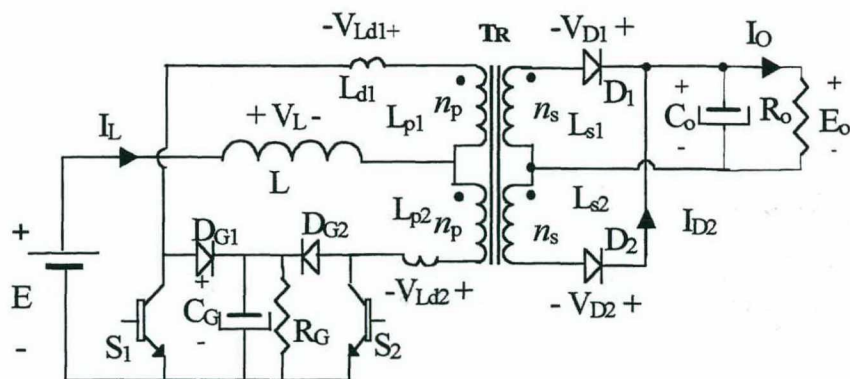 -VLd1+ TR -VD1 + IO
Ld1 D1
+ VL - Lp1 np ns Ls1 + Co - Ro + Eo -
IL
L
Lp2 np ns Ls2
DG1 DG2 D2 ID2
+ E - + CG - RG -VLd2 + - VD2 +
S1 S2